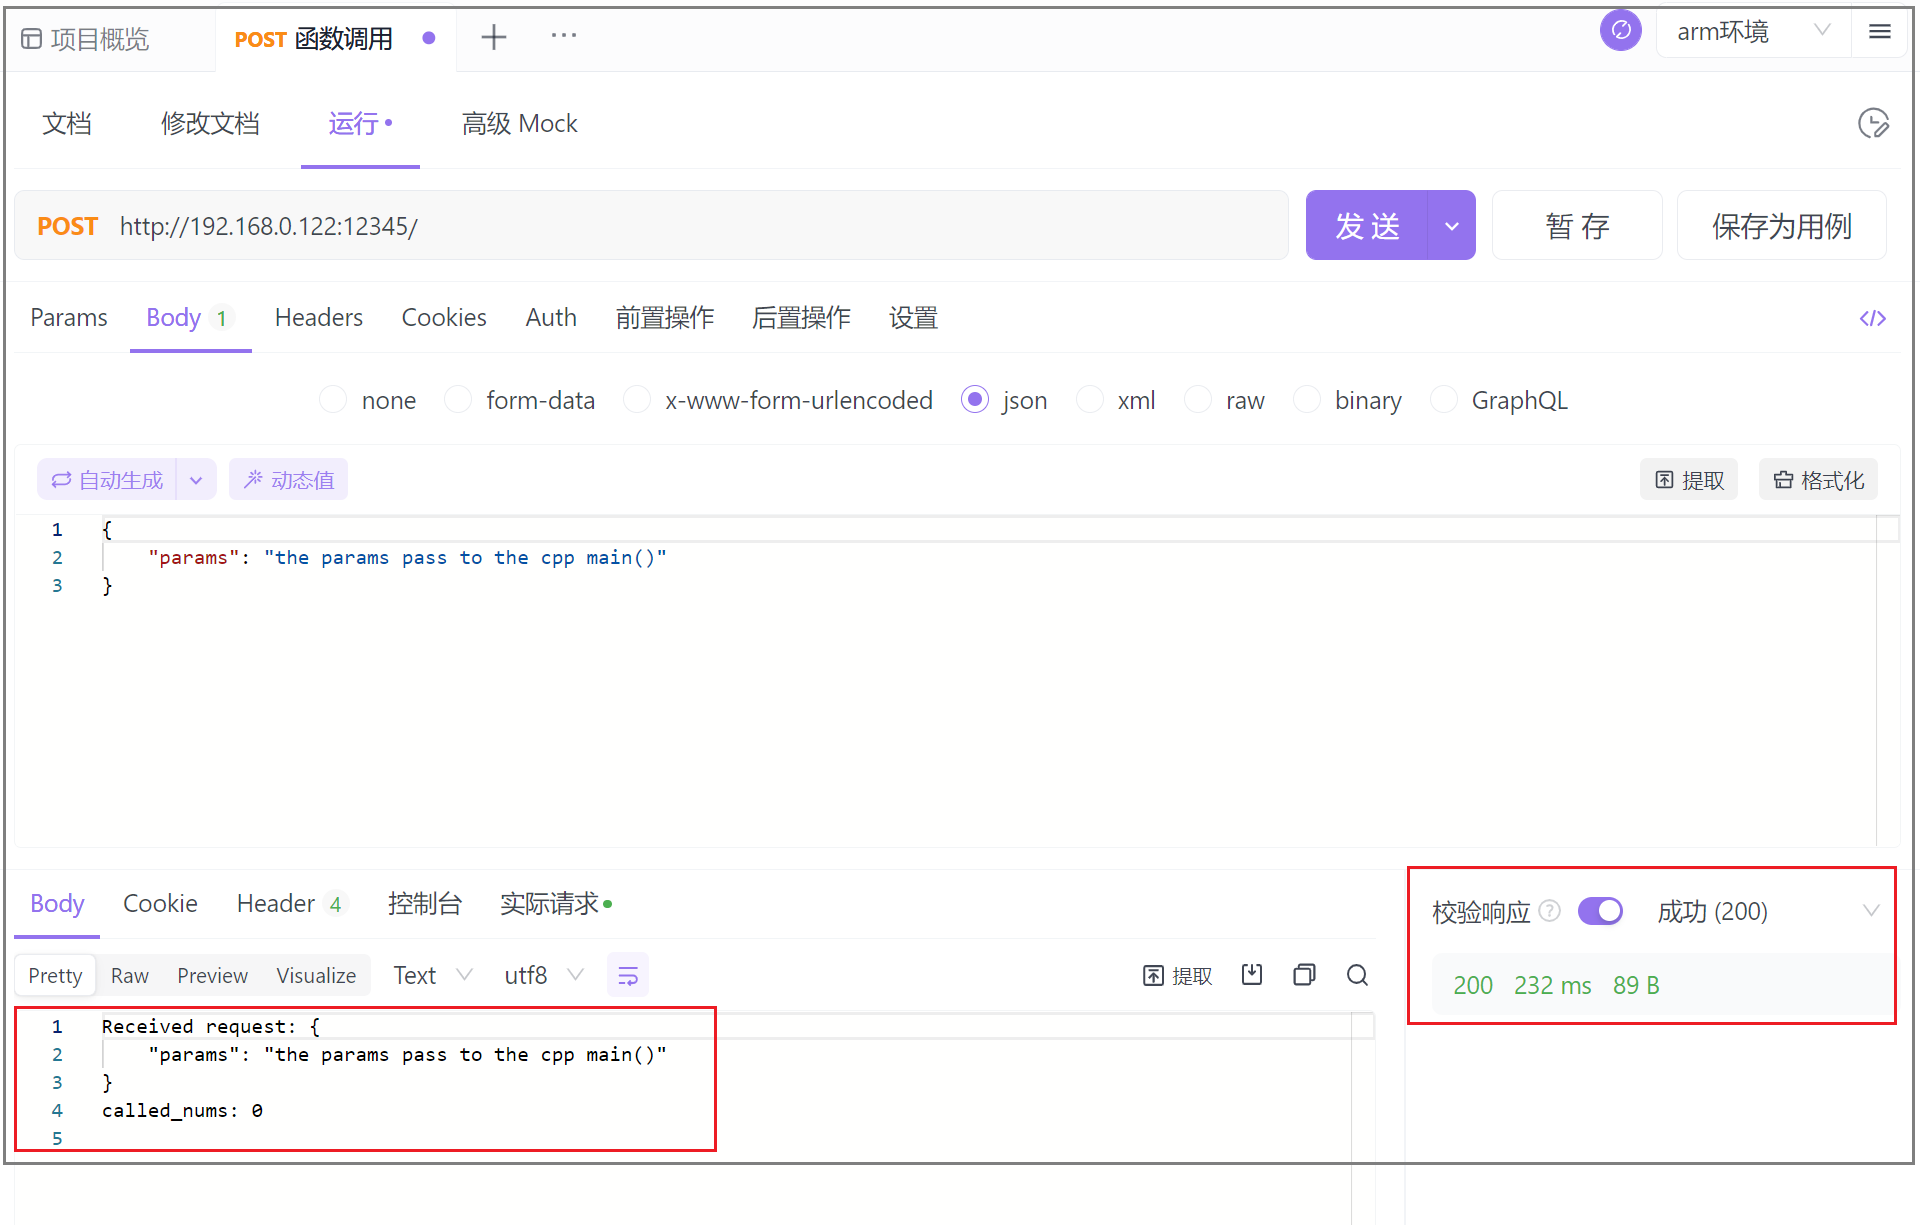 项目概览 POST 函数调用 arm环境
文档 修改文档 运行 高级 Mock
POST http://192.168.0.122:12345/ 发 送 暂 存 保存为用例
Params Body 1 Headers Cookies Auth 前置操作 后置操作 设置 </>
none form-data x-www-form-urlencoded json xml raw binary GraphQL
自动生成 动态值 提取 格式化
1 {
2 "params": "the params pass to the cpp main()"
3 }
Body Cookie Header 4 控制台 实际请求
校验响应 ? 成功 (200)
Pretty Raw Preview Visualize Text utf8 提取
200 232 ms 89 B
1 Received request: {
2 "params": "the params pass to the cpp main()"
3 }
4 called_nums: 0
5